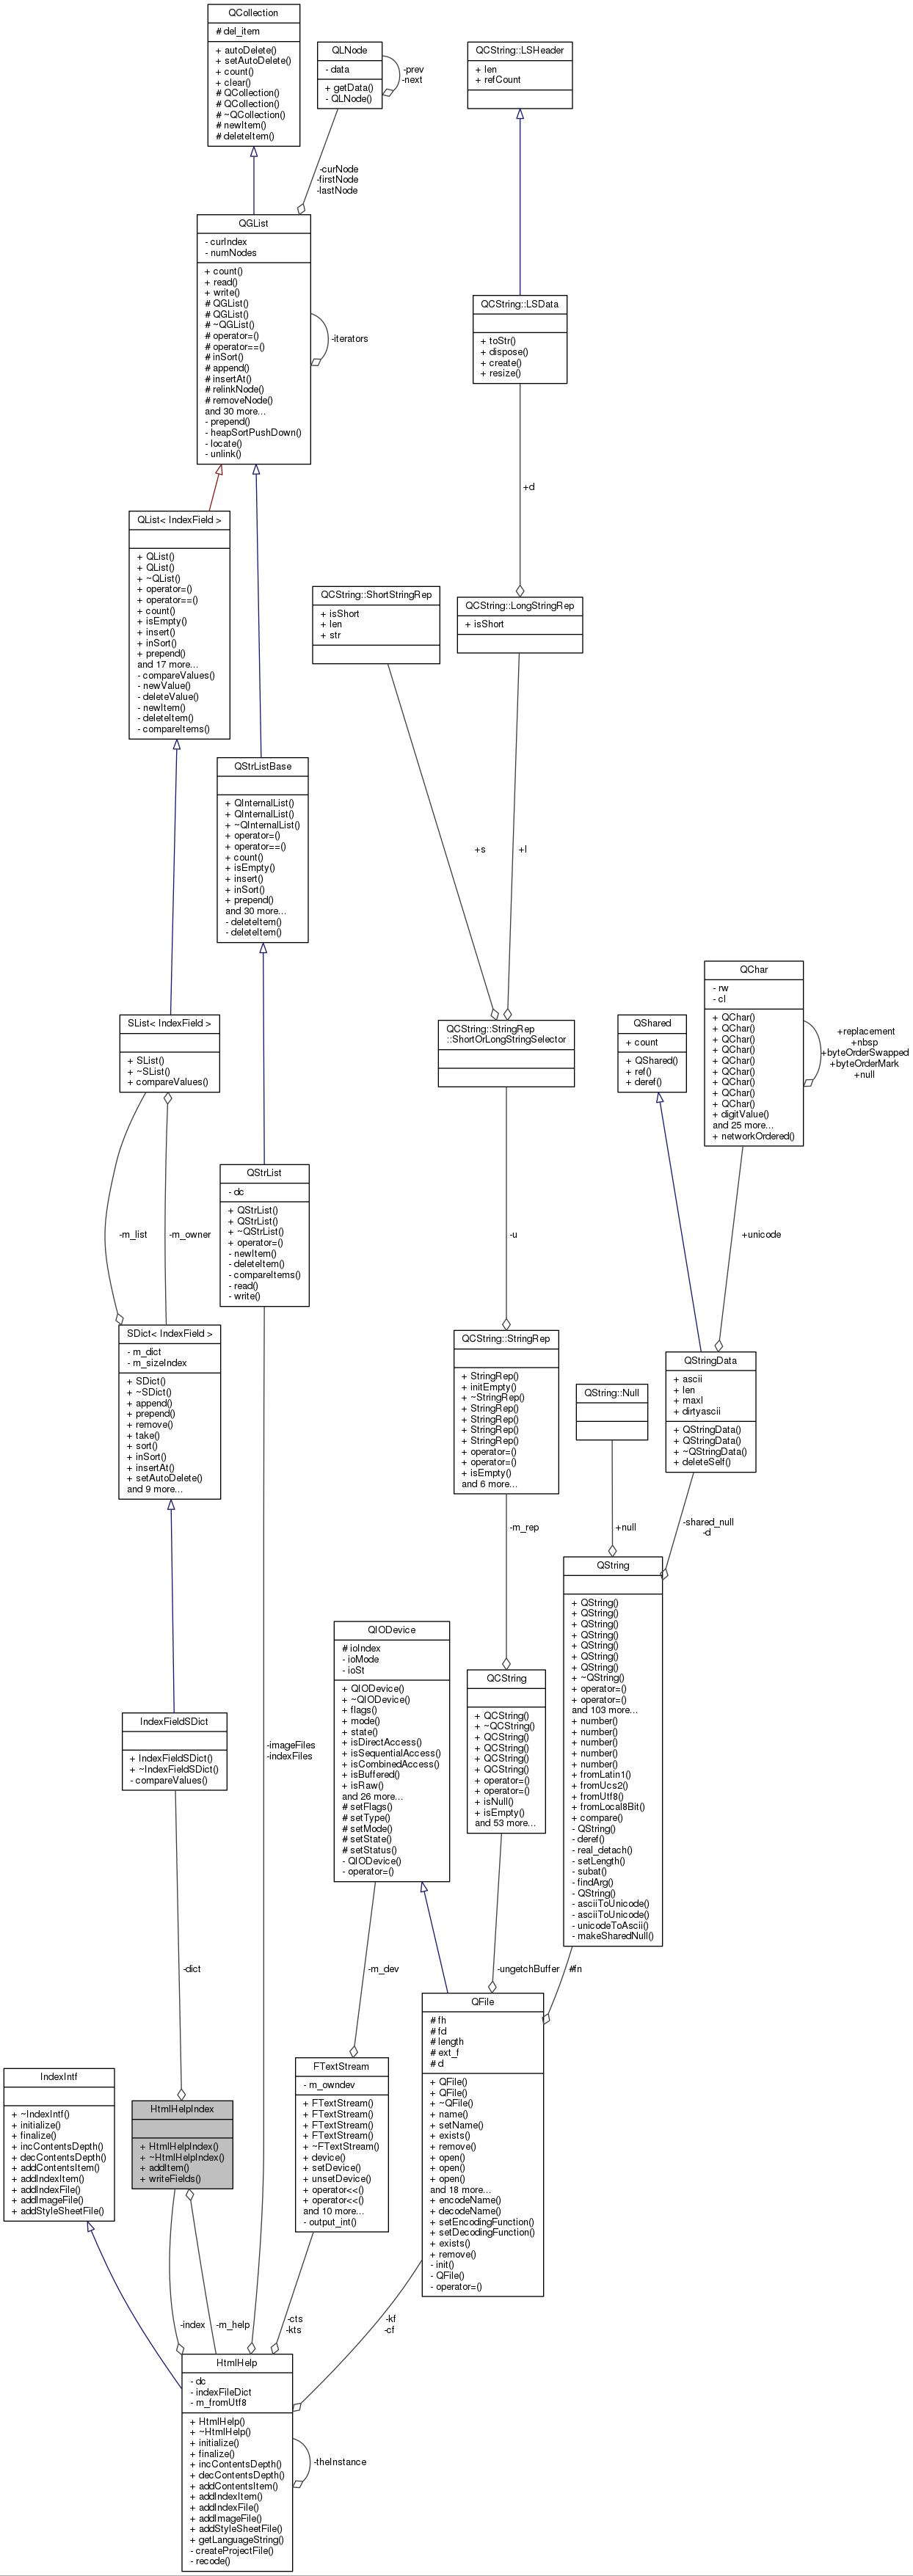 QCollection
# del_item
+ autoDelete()
+ setAutoDelete()
+ count()
+ clear()
# QCollection()
# QCollection()
# ~QCollection()
# newItem()
# deleteItem()
QLNode
- data
+ getData()
- QLNode()
-prev
-next
QCString::LSHeader
+ len
+ refCount
-curNode
-firstNode
-lastNode
QGList
- curIndex
- numNodes
+ count()
+ read()
+ write()
# QGList()
# QGList()
# ~QGList()
# operator=()
# operator==()
# inSort()
# append()
# insertAt()
# relinkNode()
# removeNode()
and 30 more...
- prepend()
- heapSortPushDown()
- locate()
- unlink()
-iterators
QCString::LSData
+ toStr()
+ dispose()
+ create()
+ resize()
+d
QList< IndexField >
+ QList()
+ QList()
+ ~QList()
+ operator=()
+ operator==()
+ count()
+ isEmpty()
+ insert()
+ inSort()
+ prepend()
and 17 more...
- compareValues()
- newValue()
- deleteValue()
- newItem()
- deleteItem()
- compareItems()
QCString::ShortStringRep
+ isShort
+ len
+ str
QCString::LongStringRep
+ isShort
QStrListBase
+ QInternalList()
+ QInternalList()
+ ~QInternalList()
+ operator=()
+ operator==()
+ count()
+ isEmpty()
+ insert()
+ inSort()
+ prepend()
and 30 more...
- deleteItem()
- deleteItem()
+s
+l
SList< IndexField >
+ SList()
+ ~SList()
+ compareValues()
QCString::StringRep
::ShortOrLongStringSelector
QShared
+ count
+ QShared()
+ ref()
+ deref()
QChar
- rw
- cl
+ QChar()
+ QChar()
+ QChar()
+ QChar()
+ QChar()
+ QChar()
+ QChar()
+ QChar()
+ QChar()
+ digitValue()
and 25 more...
+ networkOrdered()
+replacement
+nbsp
+byteOrderSwapped
+byteOrderMark
+null
-m_list
-m_owner
QStrList
- dc
+ QStrList()
+ QStrList()
+ ~QStrList()
+ operator=()
- newItem()
- deleteItem()
- compareItems()
- read()
- write()
-u
+unicode
SDict< IndexField >
- m_dict
- m_sizeIndex
+ SDict()
+ ~SDict()
+ append()
+ prepend()
+ remove()
+ take()
+ sort()
+ inSort()
+ insertAt()
+ setAutoDelete()
and 9 more...
QCString::StringRep
+ StringRep()
+ initEmpty()
+ ~StringRep()
+ StringRep()
+ StringRep()
+ StringRep()
+ StringRep()
+ operator=()
+ operator=()
+ isEmpty()
and 6 more...
QString::Null
QStringData
+ ascii
+ len
+ maxl
+ dirtyascii
+ QStringData()
+ QStringData()
+ ~QStringData()
+ deleteSelf()
-m_rep
+null
-shared_null
-d
QString
+ QString()
+ QString()
+ QString()
+ QString()
+ QString()
+ QString()
+ QString()
+ ~QString()
+ operator=()
+ operator=()
and 103 more...
+ number()
+ number()
+ number()
+ number()
+ number()
+ fromLatin1()
+ fromUcs2()
+ fromUtf8()
+ fromLocal8Bit()
+ compare()
- QString()
- deref()
- real_detach()
- setLength()
- subat()
- findArg()
- QString()
- asciiToUnicode()
- asciiToUnicode()
- unicodeToAscii()
- makeSharedNull()
QIODevice
# ioIndex
- ioMode
- ioSt
+ QIODevice()
+ ~QIODevice()
+ flags()
+ mode()
+ state()
+ isDirectAccess()
+ isSequentialAccess()
+ isCombinedAccess()
+ isBuffered()
+ isRaw()
and 26 more...
# setFlags()
# setType()
# setMode()
# setState()
# setStatus()
- QIODevice()
- operator=()
QCString
+ QCString()
+ ~QCString()
+ QCString()
+ QCString()
+ QCString()
+ QCString()
+ operator=()
+ operator=()
+ isNull()
+ isEmpty()
and 53 more...
IndexFieldSDict
+ IndexFieldSDict()
+ ~IndexFieldSDict()
- compareValues()
-imageFiles
-indexFiles
-dict
-m_dev
-ungetchBuffer
#fn
QFile
# fh
# fd
# length
# ext_f
# d
+ QFile()
+ QFile()
+ ~QFile()
+ name()
+ setName()
+ exists()
+ remove()
+ open()
+ open()
+ open()
and 18 more...
+ encodeName()
+ decodeName()
+ setEncodingFunction()
+ setDecodingFunction()
+ exists()
+ remove()
- init()
- QFile()
- operator=()
IndexIntf
+ ~IndexIntf()
+ initialize()
+ finalize()
+ incContentsDepth()
+ decContentsDepth()
+ addContentsItem()
+ addIndexItem()
+ addIndexFile()
+ addImageFile()
+ addStyleSheetFile()
HtmlHelpIndex
+ HtmlHelpIndex()
+ ~HtmlHelpIndex()
+ addItem()
+ writeFields()
FTextStream
- m_owndev
+ FTextStream()
+ FTextStream()
+ FTextStream()
+ FTextStream()
+ ~FTextStream()
+ device()
+ setDevice()
+ unsetDevice()
+ operator<<()
+ operator<<()
and 10 more...
- output_int()
-index
-m_help
-cts
-kts
-kf
-cf
HtmlHelp
- dc
- indexFileDict
- m_fromUtf8
+ HtmlHelp()
+ ~HtmlHelp()
+ initialize()
+ finalize()
+ incContentsDepth()
+ decContentsDepth()
+ addContentsItem()
+ addIndexItem()
+ addIndexFile()
+ addImageFile()
+ addStyleSheetFile()
+ getLanguageString()
- createProjectFile()
- recode()
-theInstance